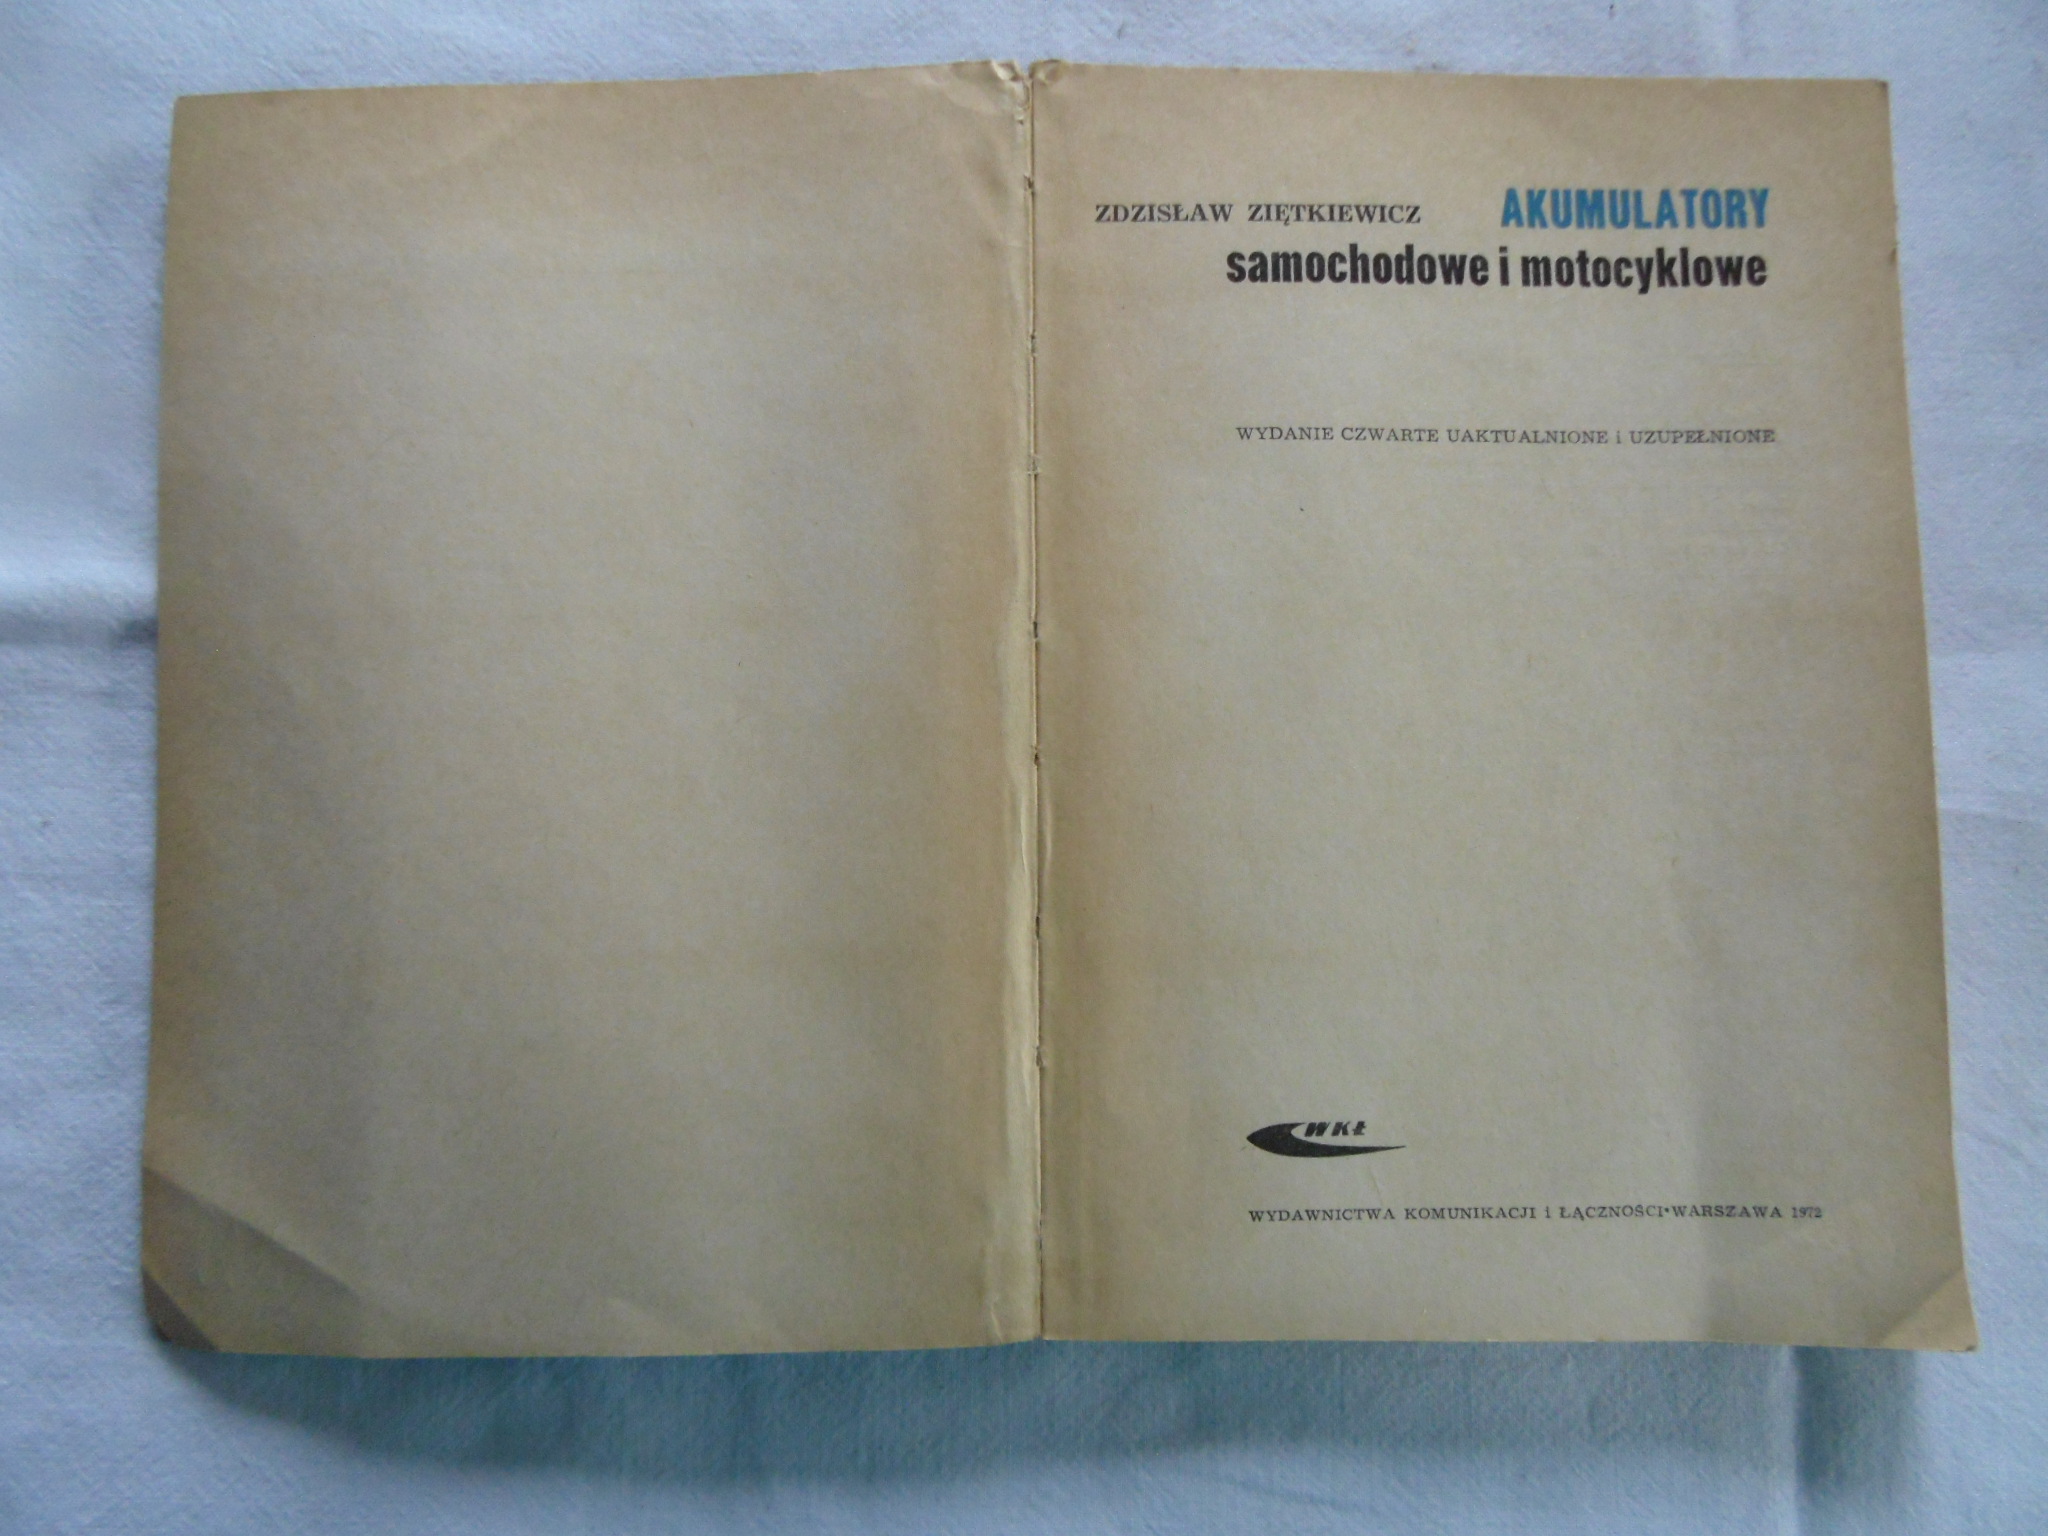 ZDZISŁAW ZIĘTKIEWICZ AKUMULATORY
samochodowe i motocyklowe
WYDANIE CZWARTE UAKTUALNIONE i UZUPEŁNIONE
WKŁ
WYDAWNICTWA KOMUNIKACJI i ŁĄCZNOŚCI•WARSZAWA 1972